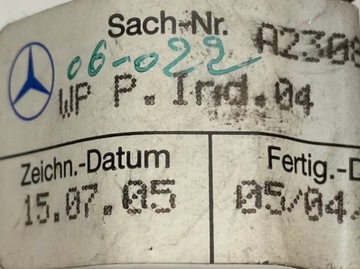 Sach-Nr. A230
06-022
WP P.Ind.04
Zeichn.-Datum Fertig.-D
15.07.05 05/04.